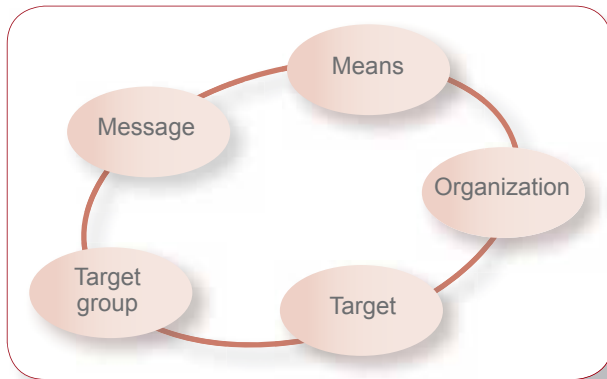 Means
Message
Organization
Target
group
Target